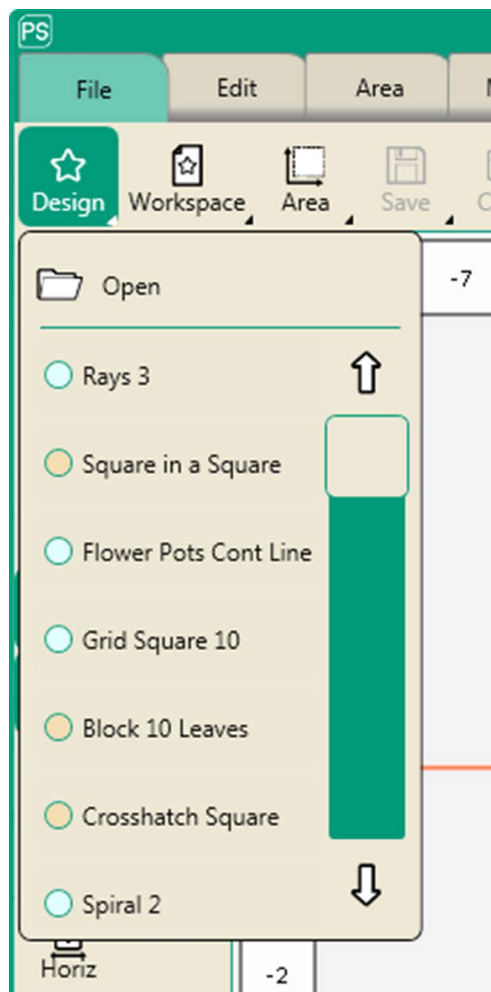 PS
File Edit Area
Design Workspace Area Save
Open
-7
Rays 3
Square in a Square
Flower Pots Cont Line
Grid Square 10
Block 10 Leaves
Crosshatch Square
Spiral 2
Horiz
-2